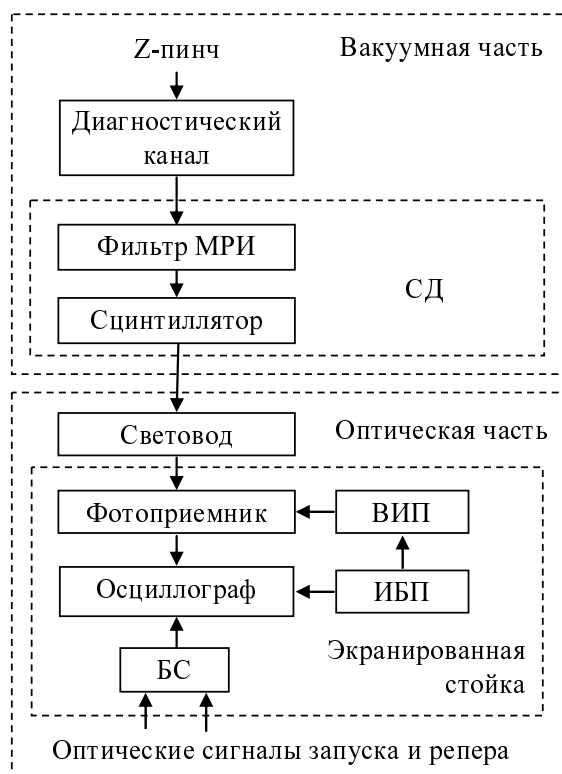 Z-пинч
Вакуумная часть
Диагностический
канал
Фильтр МРИ
СД
Сцинтиллятор
Световод
Оптическая часть
Фотоприемник
ВИП
Осциллограф
ИБП
БС
Экранированная
стойка
Оптические сигналы запуска и репера